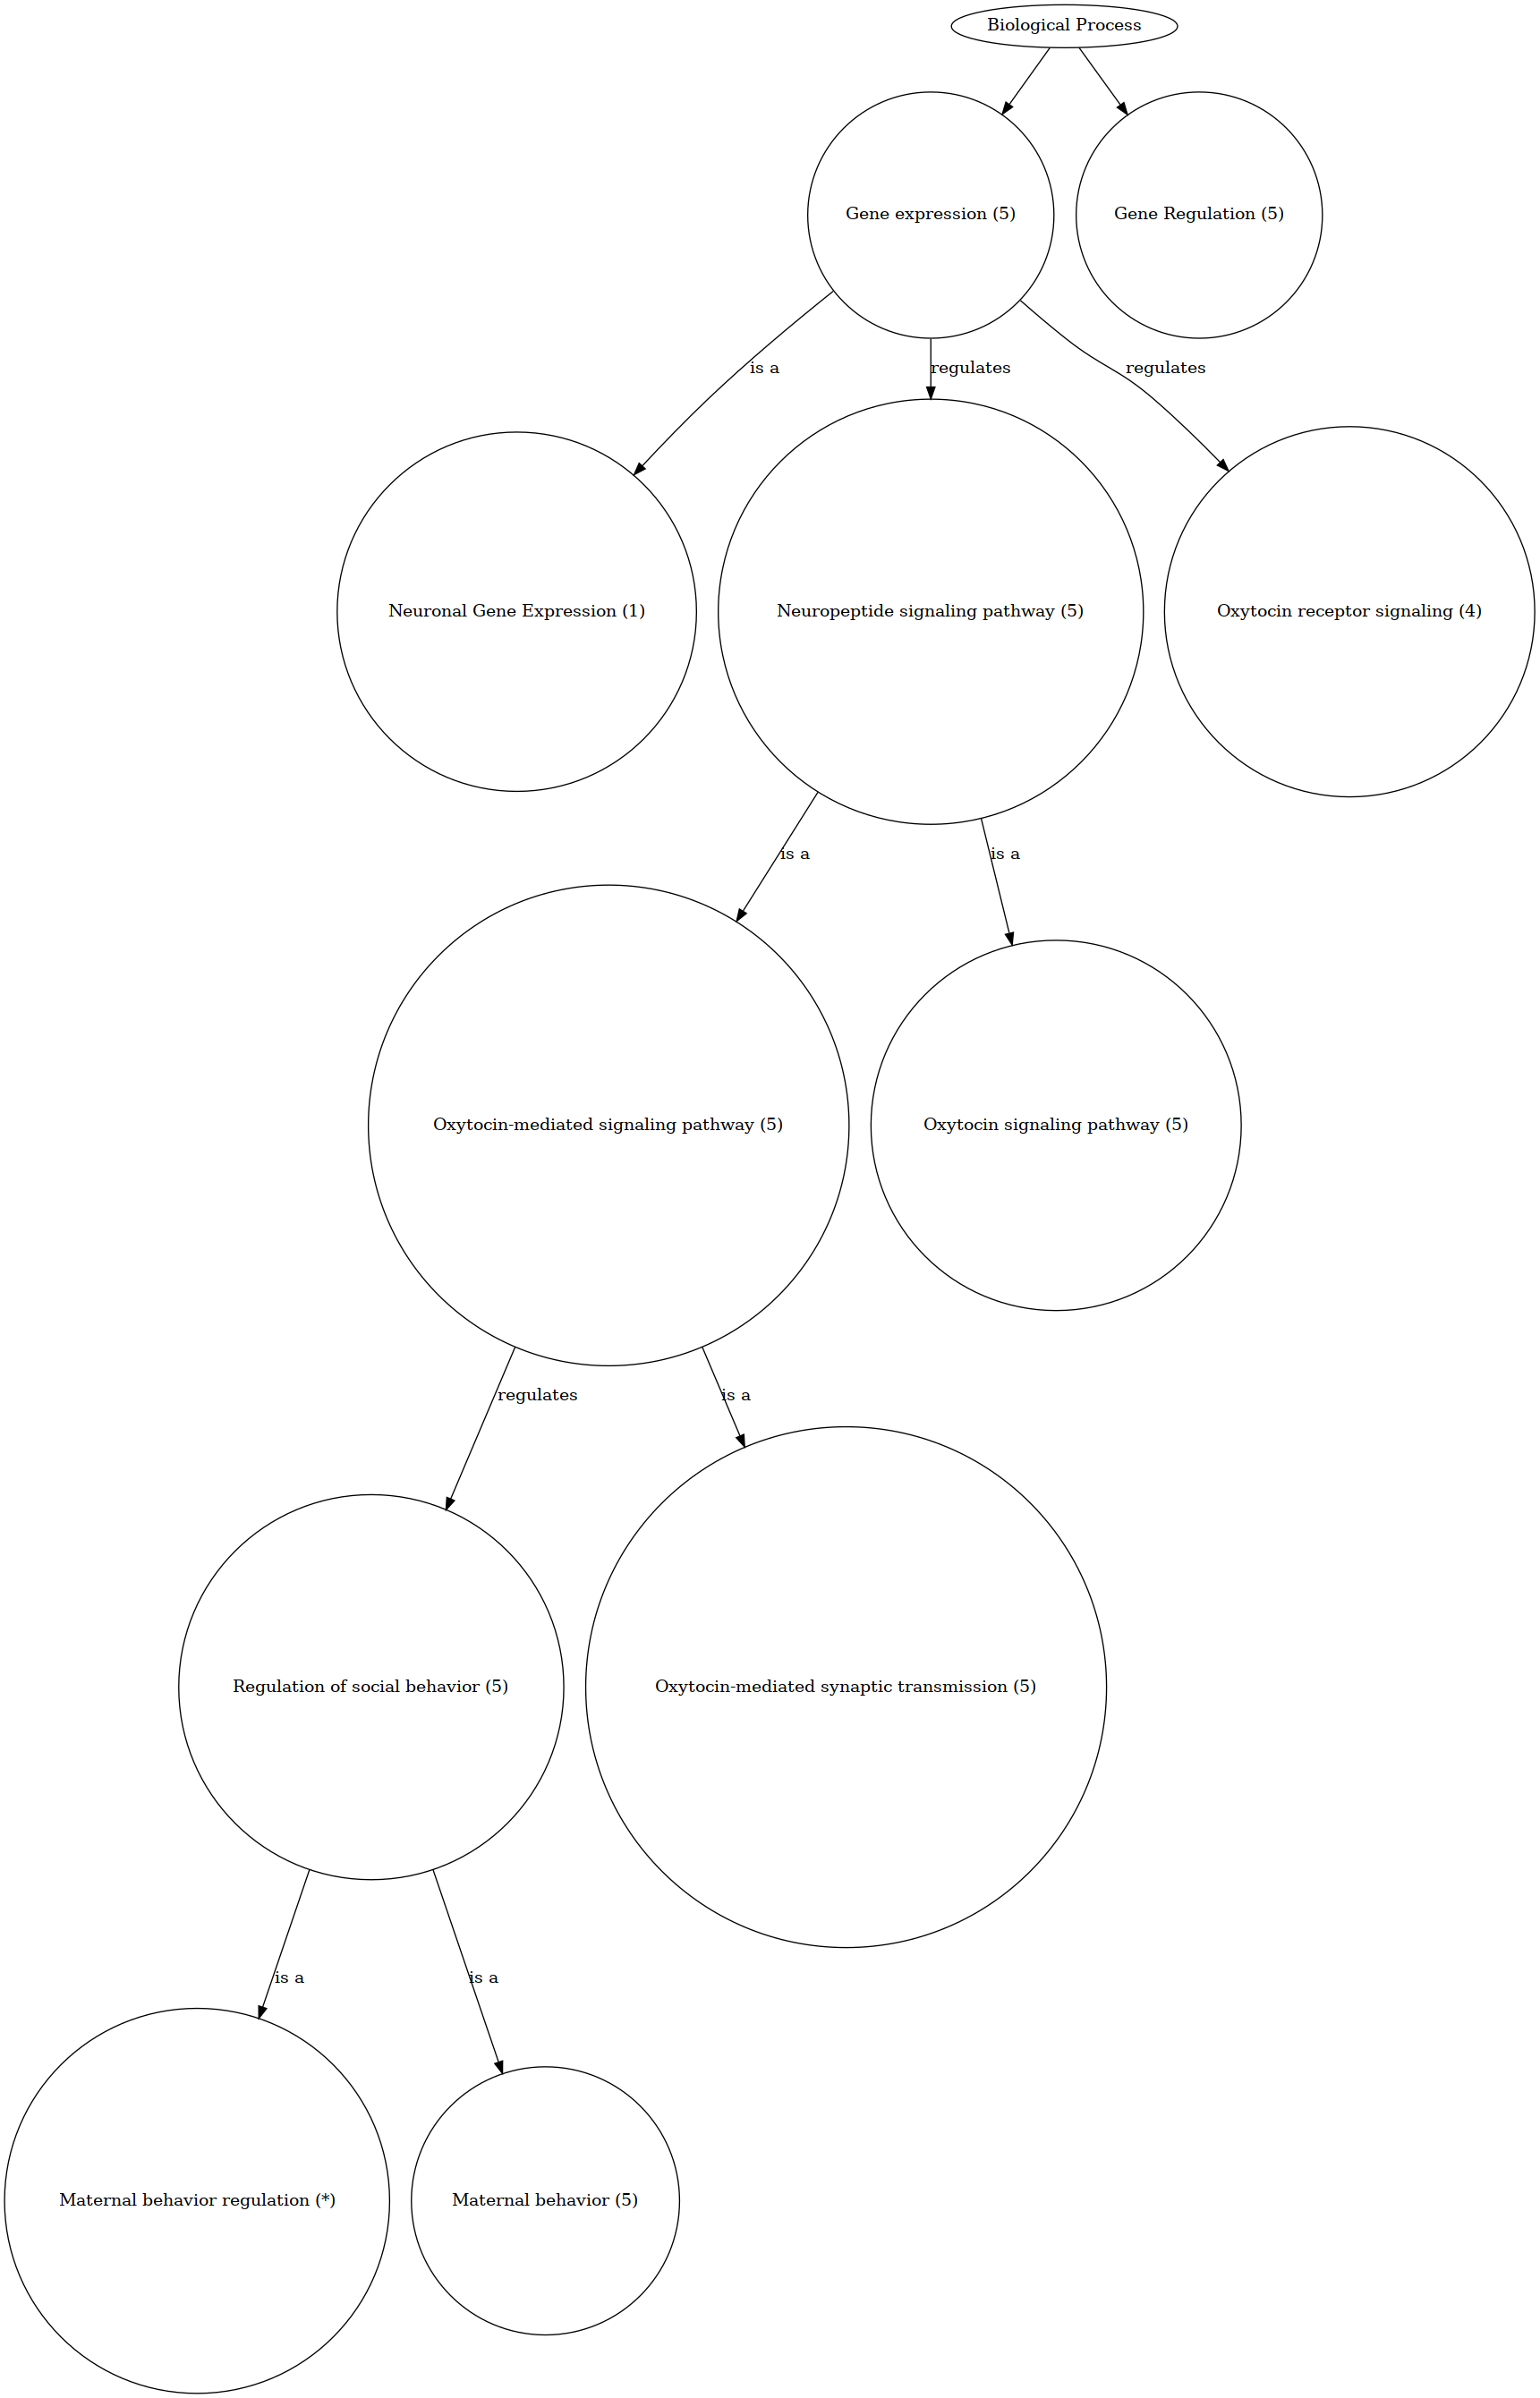 Biological Process
Gene expression (5)
Gene Regulation (5)
is a
regulates
regulates
Neuronal Gene Expression (1)
Neuropeptide signaling pathway (5)
Oxytocin receptor signaling (4)
is a
is a
Oxytocin-mediated signaling pathway (5)
Oxytocin signaling pathway (5)
regulates
is a
Regulation of social behavior (5)
Oxytocin-mediated synaptic transmission (5)
is a
is a
Maternal behavior regulation (*)
Maternal behavior (5)